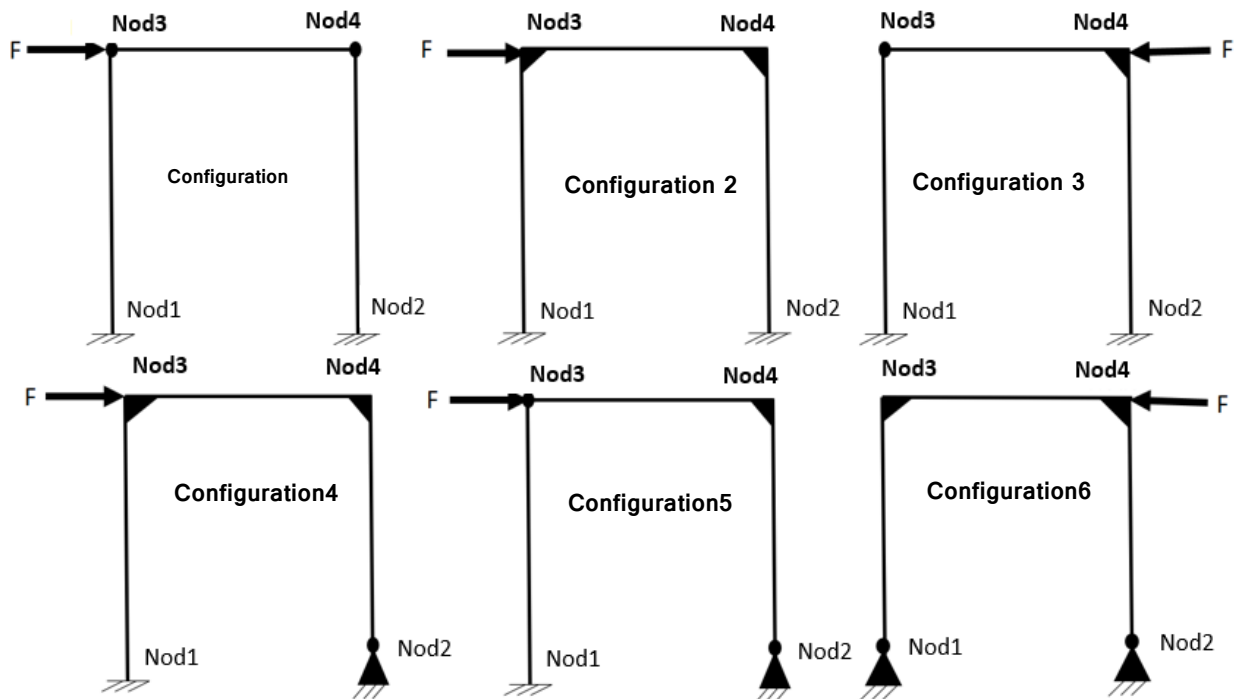 Nod3
Nod4
F
Configuration
Nod1
Nod2
Nod3
Nod4
F
Configuration 2
Nod1
Nod2
Nod3
Nod4
F
Configuration 3
Nod1
Nod2
Nod3
Nod4
F
Configuration4
Nod1
Nod2
Nod3
Nod4
F
Configuration5
Nod1
Nod2
Nod3
Nod4
F
Configuration6
Nod1
Nod2